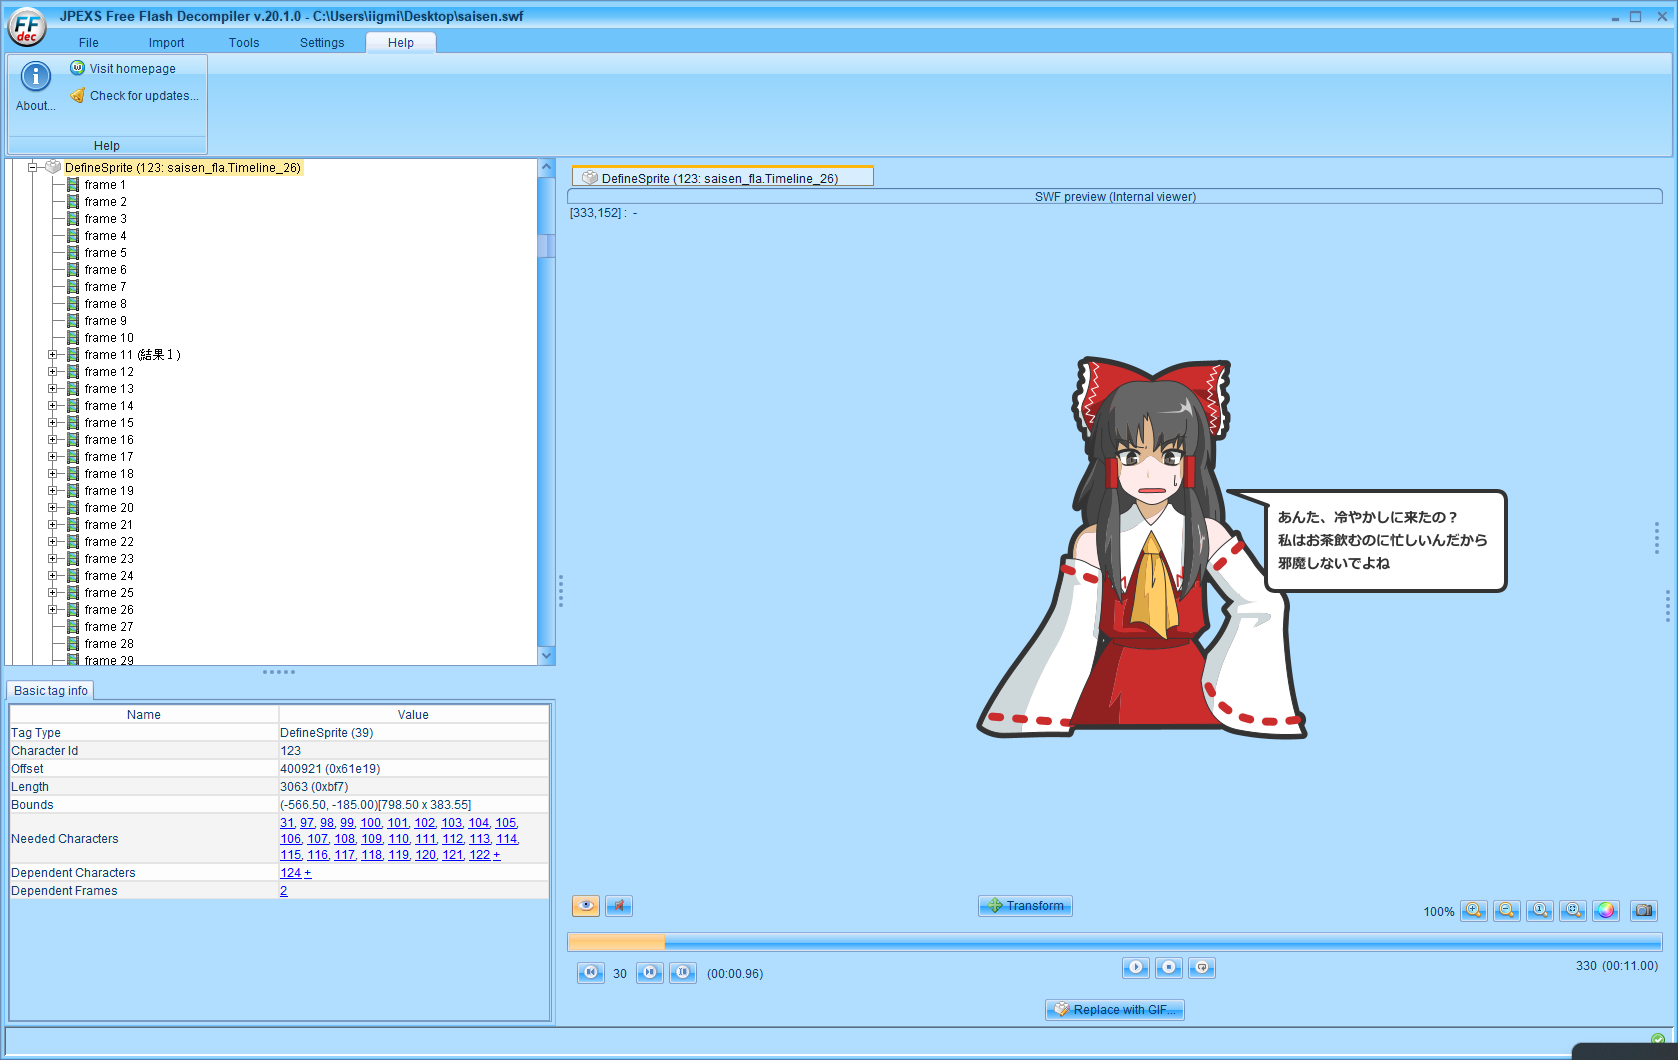 JPEXS Free Flash Decompiler v.20.1.0 - C:\Users\iigmi\Desktop\saisen.swf
FF
dec
File Import Tools Settings Help
Visit homepage
Check for updates...
About...
Help
DefineSprite (123: saisen_fla.Timeline_26)
frame 1
frame 2
frame 3
frame 4
frame 5
frame 6
frame 7
frame 8
frame 9
frame 10
frame 11 (結果１)
frame 12
frame 13
frame 14
frame 15
frame 16
frame 17
frame 18
frame 19
frame 20
frame 21
frame 22
frame 23
frame 24
frame 25
frame 26
frame 27
frame 28
frame 29
Basic tag info
Name Value
Tag Type DefineSprite (39)
Character Id 123
Offset 400921 (0x61e19)
Length 3063 (0xbf7)
Bounds (-566.50, -185.00)[798.50 x 383.55]
Needed Characters 31, 97, 98, 99, 100, 101, 102, 103, 104, 105,
106, 107, 108, 109, 110, 111, 112, 113, 114,
115, 116, 117, 118, 119, 120, 121, 122 +
Dependent Characters 124 +
Dependent Frames 2
DefineSprite (123: saisen_fla.Timeline_26)
SWF preview (Internal viewer)
[333,152] : -
あんた、冷やかしに来たの？
私はお茶飲むのに忙しいんだから
邪魔しないでよね
Transform
100%
30 (00:00.96)
330 (00:11.00)
Replace with GIF...